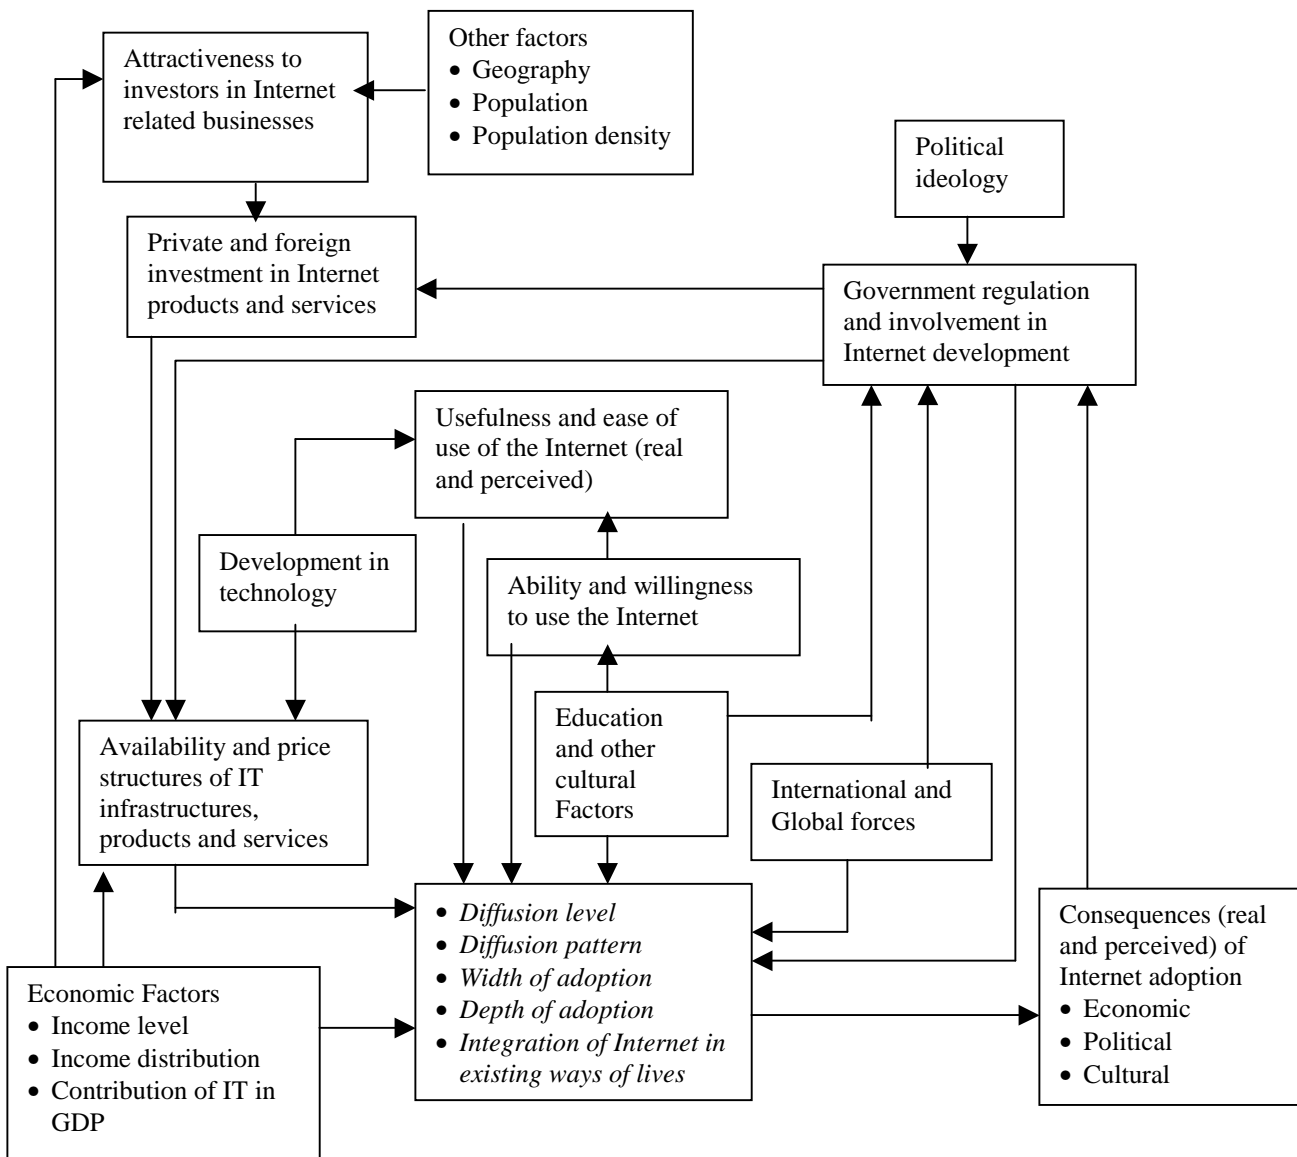 Attractiveness to
investors in Internet
related businesses
Other factors
• Geography
• Population
• Population density
Political
ideology
Private and foreign
investment in Internet
products and services
Government regulation
and involvement in
Internet development
Usefulness and ease of
use of the Internet (real
and perceived)
Development in
technology
Ability and willingness
to use the Internet
Education
and other
cultural
Factors
Availability and price
structures of IT
infrastructures,
products and services
International and
Global forces
• Diffusion level
• Diffusion pattern
• Width of adoption
• Depth of adoption
• Integration of Internet in
existing ways of lives
Consequences (real
and perceived) of
Internet adoption
• Economic
• Political
• Cultural
Economic Factors
• Income level
• Income distribution
• Contribution of IT in
GDP